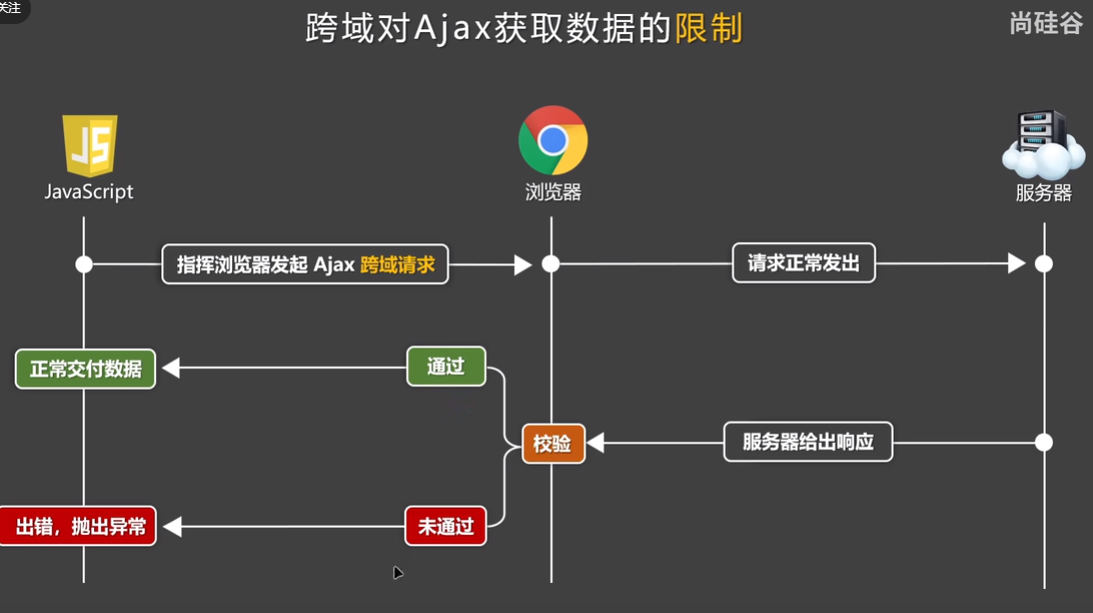 关注
跨域对Ajax获取数据的限制
尚硅谷
JS
JavaScript
浏览器
服务器
指挥浏览器发起 Ajax 跨域请求
请求正常发出
正常交付数据
通过
校验
服务器给出响应
出错，抛出异常
未通过